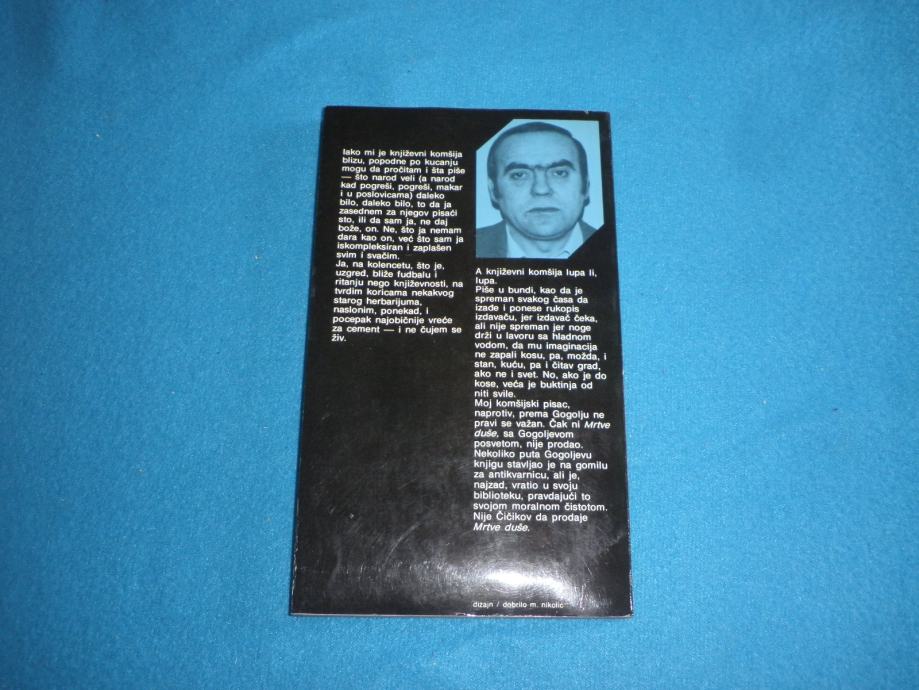 Iako mi je književni komšija
blizu, popodne po kucanju
mogu da pročitam i šta piše
— što narod veli (a narod
kad pogreši, pogreši, makar
i u poslovicama) daleko
bilo, daleko bilo, to da ja
zasednem za njegov pisaći
sto, ili da sam ja, ne daj
bože, on. Ne, što ja nemam
dara kao on, već što sam ja
iskompleksiran i zaplašen
svim i svačim.
Ja, na kolencetu, što je,
uzgred, bliže fudbalu i
ritanju nego književnosti, na
tvrdim koricama nekakvog
starog herbarijuma,
naslonim, ponekad, i
pocepak najobičnije vreće
za cement — i ne čujem se
živ.
A književni komšija lupa li,
lupa.
Piše u bundi, kao da je
spreman svakog časa da
izađe i ponese rukopis
izdavaču, jer izdavač čeka,
ali nije spreman jer noge
drži u lavoru sa hladnom
vodom, da mu imaginacija
ne zapali kosu, pa, možda, i
stan, kuću, pa i čitav grad,
ako ne i svet. No, ako je do
kose, veća je buktinja od
niti svile.
Moj komšijski pisac,
naprotiv, prema Gogolju ne
pravi se važan. Čak ni Mrtve
duše, sa Gogoljevom
posvetom, nije prodao.
Nekoliko puta Gogoljevu
knjigu stavljao je na gomilu
za antikvarnicu, ali je,
najzad, vratio u svoju
biblioteku, pravdajući to
svojom moralnom čistotom.
Nije Čičikov da prodaje
Mrtve duše.
dizajn / dobrilo m. nikolić